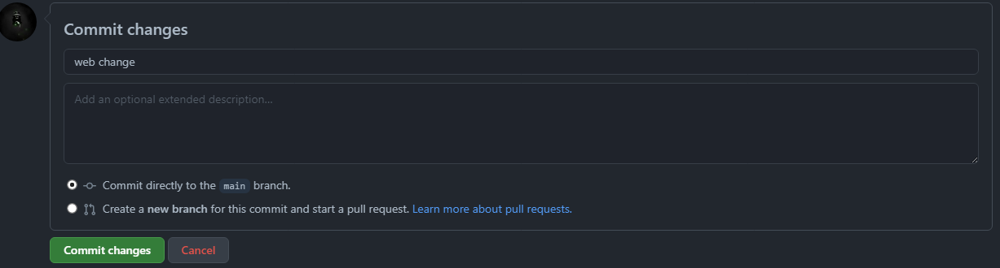 Commit changes
web change
Add an optional extended description...
Commit directly to the main branch.
Create a new branch for this commit and start a pull request. Learn more about pull requests.
Commit changes Cancel